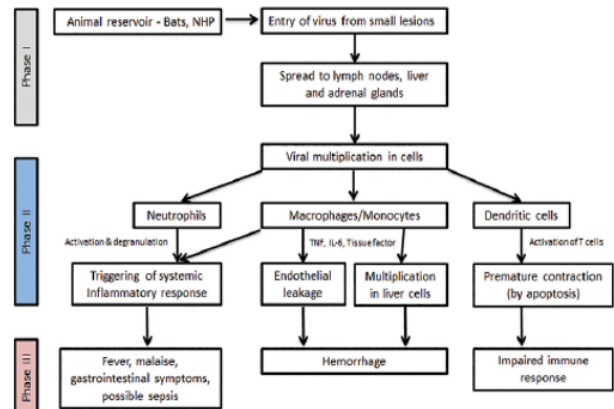 Phase I
Animal reservoir - Bats, NHP
Entry of virus from small lesions
Spread to lymph nodes, liver
and adrenal glands
Phase II
Viral multiplication in cells
Neutrophils
Macrophages/Monocytes
Dendritic cells
Activation & degranulation
TNF, IL-6, Tissue factor
Activation of T cells
Triggering of systemic
Inflammatory response
Endothelial
leakage
Multiplication
in liver cells
Premature contraction
(by apoptosis)
Phase III
Fever, malaise,
gastrointestinal symptoms,
possible sepsis
Hemorrhage
Impaired immune
response